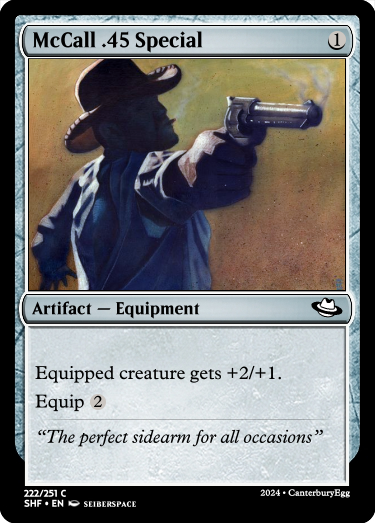 McCall .45 Special 1
Artifact — Equipment
Equipped creature gets +2/+1.
Equip 2
“The perfect sidearm for all occasions”
222/251 C
SHF • EN SEIBERSPACE
2024 • CanterburyEgg